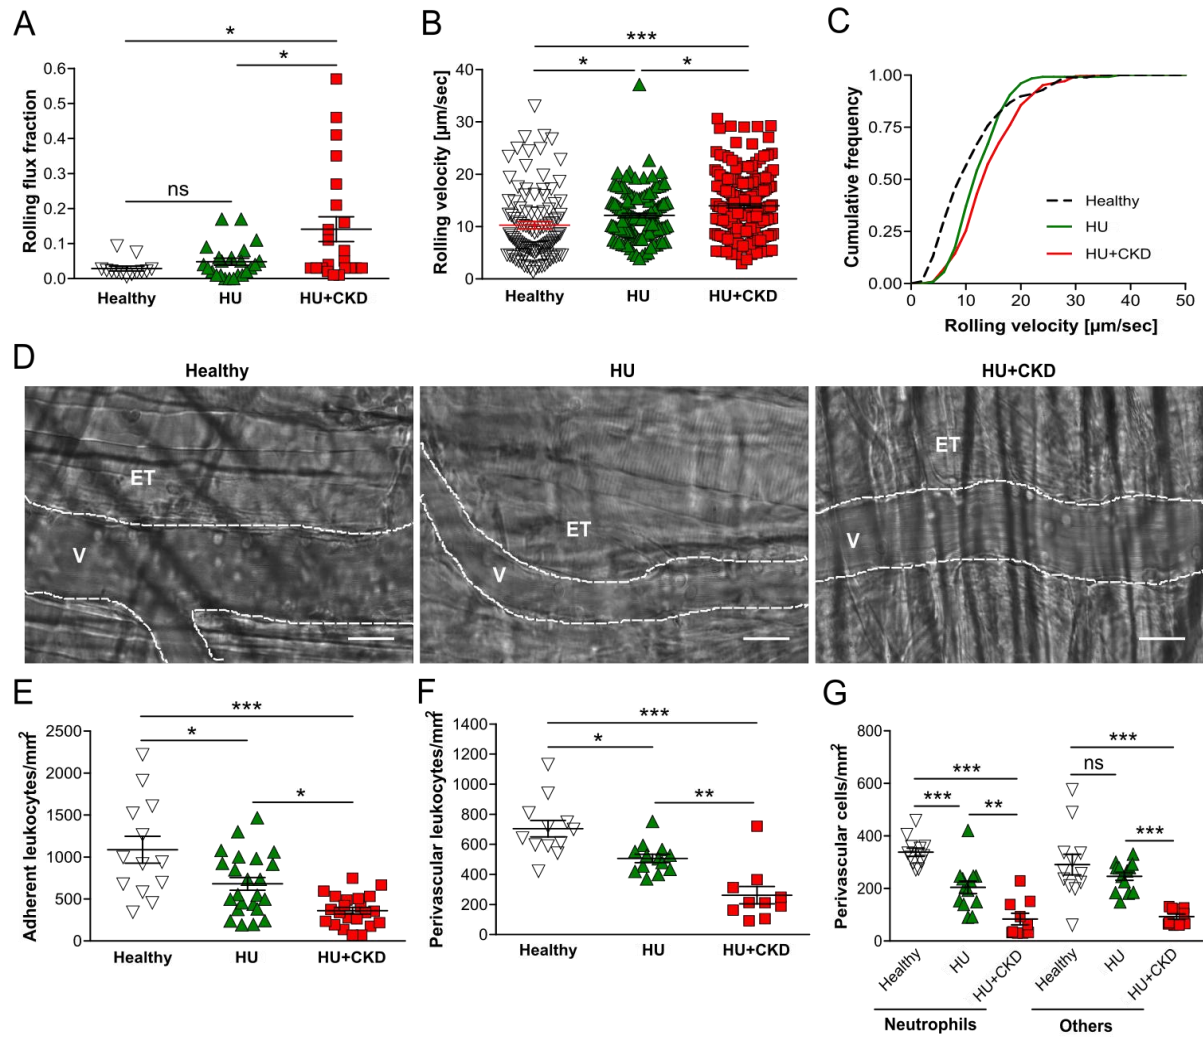 A
*
*
ns
Rolling flux fraction
0.6
0.5
0.4
0.3
0.2
0.1
0.0
Healthy
HU
HU+CKD
B
***
*
*
Rolling velocity [µm/sec]
40
30
20
10
0
Healthy
HU
HU+CKD
C
Cumulative frequency
1.00
0.75
0.50
0.25
0.00
Healthy
HU
HU+CKD
0
10
20
30
40
50
Rolling velocity [µm/sec]
D
Healthy
HU
HU+CKD
ET
V
ET
V
ET
V
E
***
*
*
Adherent leukocytes/mm²
2500
2000
1500
1000
500
0
Healthy
HU
HU+CKD
F
***
*
**
Perivascular leukocytes/mm²
1400
1200
1000
800
600
400
200
0
Healthy
HU
HU+CKD
G
***
***
**
***
ns
***
Perivascular cells/mm²
800
600
400
200
0
Healthy
HU
HU+CKD
Healthy
HU
HU+CKD
Neutrophils
Others